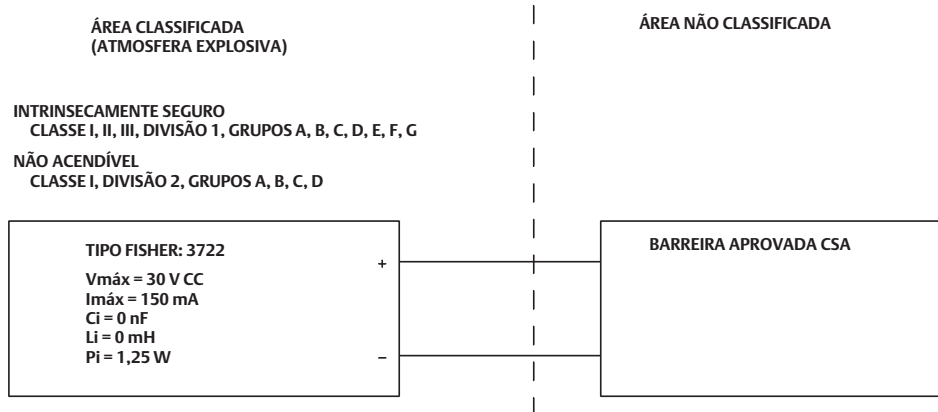 ÁREA CLASSIFICADA
(ATMOSFERA EXPLOSIVA)
ÁREA NÃO CLASSIFICADA
INTRINSECAMENTE SEGURO
CLASSE I, II, III, DIVISÃO 1, GRUPOS A, B, C, D, E, F, G
NÃO ACENDÍVEL
CLASSE I, DIVISÃO 2, GRUPOS A, B, C, D
TIPO FISHER: 3722
Vmáx = 30 V CC
Imáx = 150 mA
Ci = 0 nF
Li = 0 mH
Pi = 1,25 W
+
–
BARREIRA APROVADA CSA